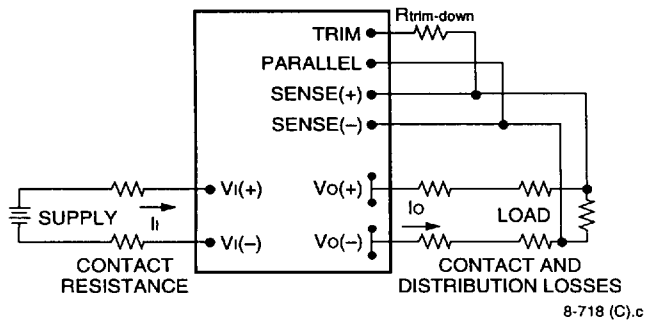 TRIM
Rtrim-down
PARALLEL
SENSE(+)
SENSE(–)
VI(+)
VO(+)
SUPPLY
II
IO
LOAD
VI(–)
VO(–)
CONTACT
RESISTANCE
CONTACT AND
DISTRIBUTION LOSSES
8-718 (C).c